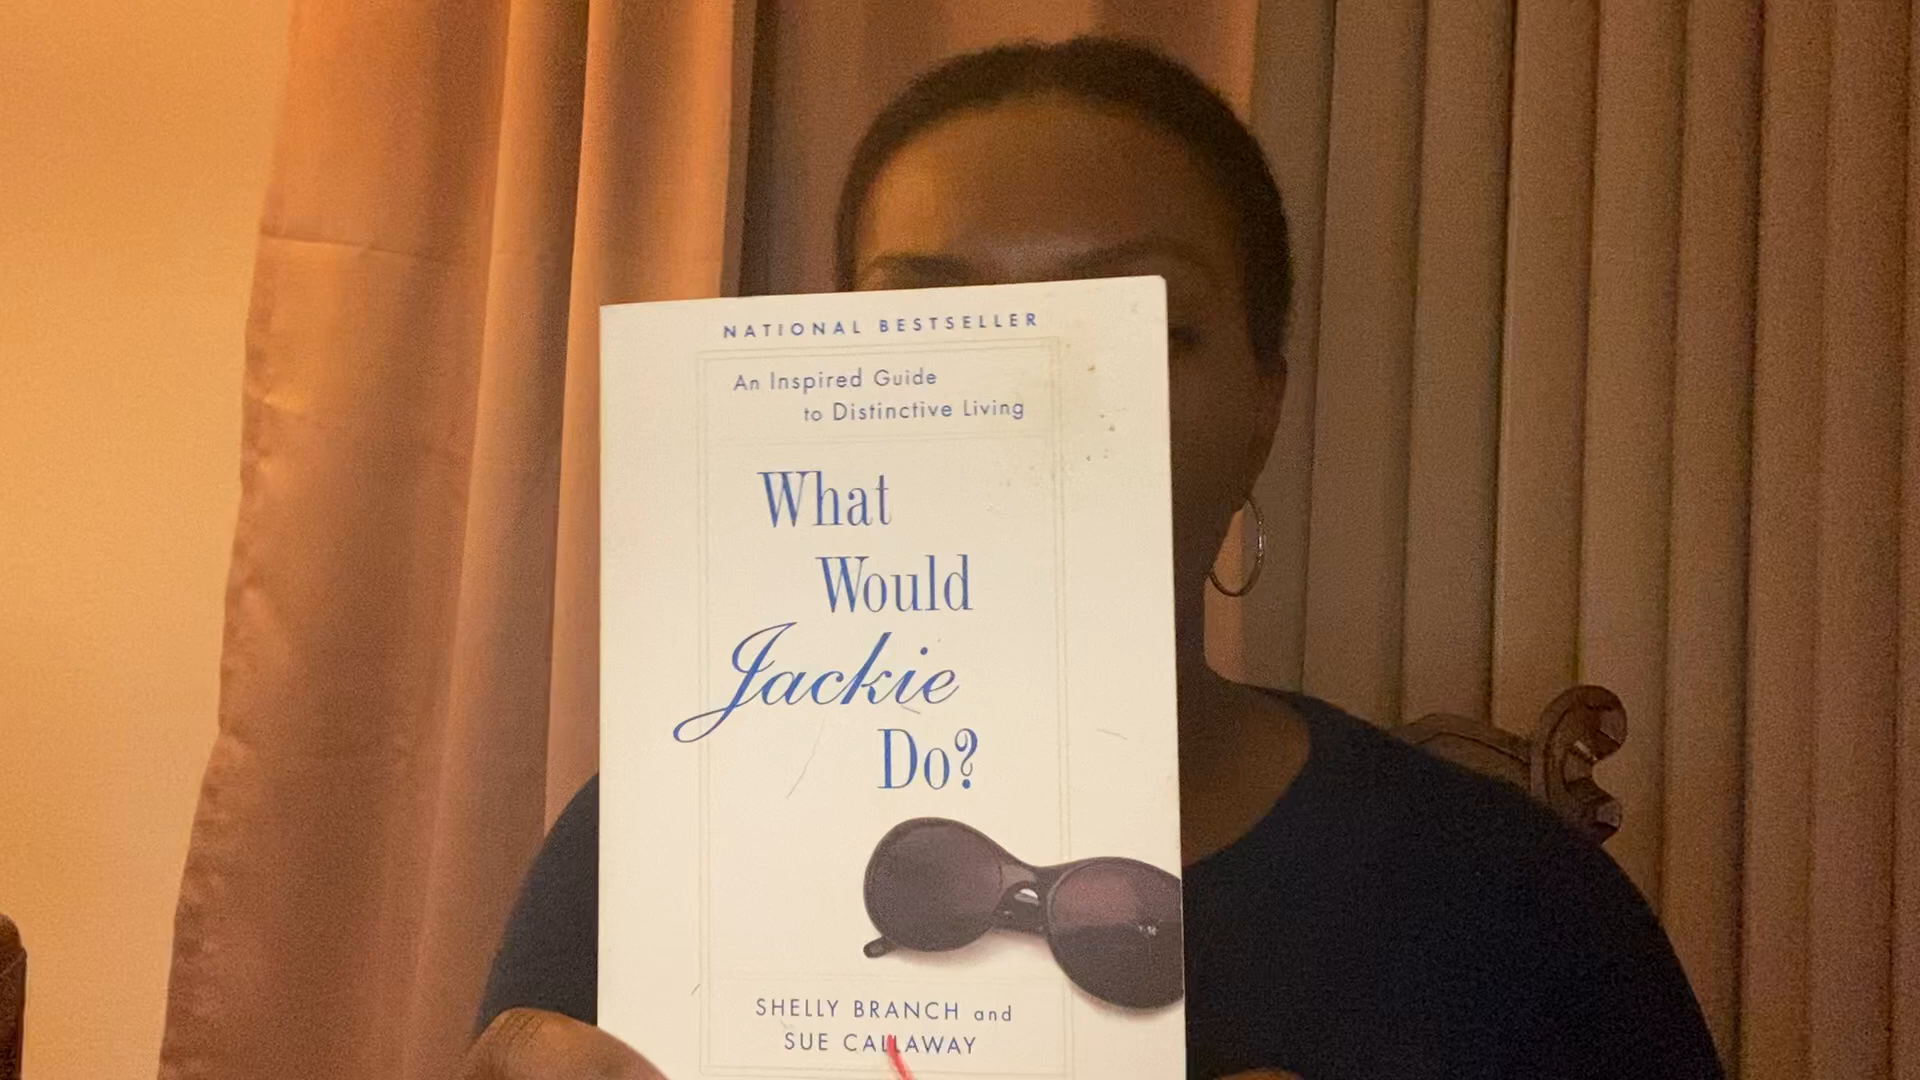 NATIONAL BESTSELLER
An Inspired Guide
to Distinctive Living
What
Would
Jackie
Do?
SHELLY BRANCH and
SUE CALLAWAY